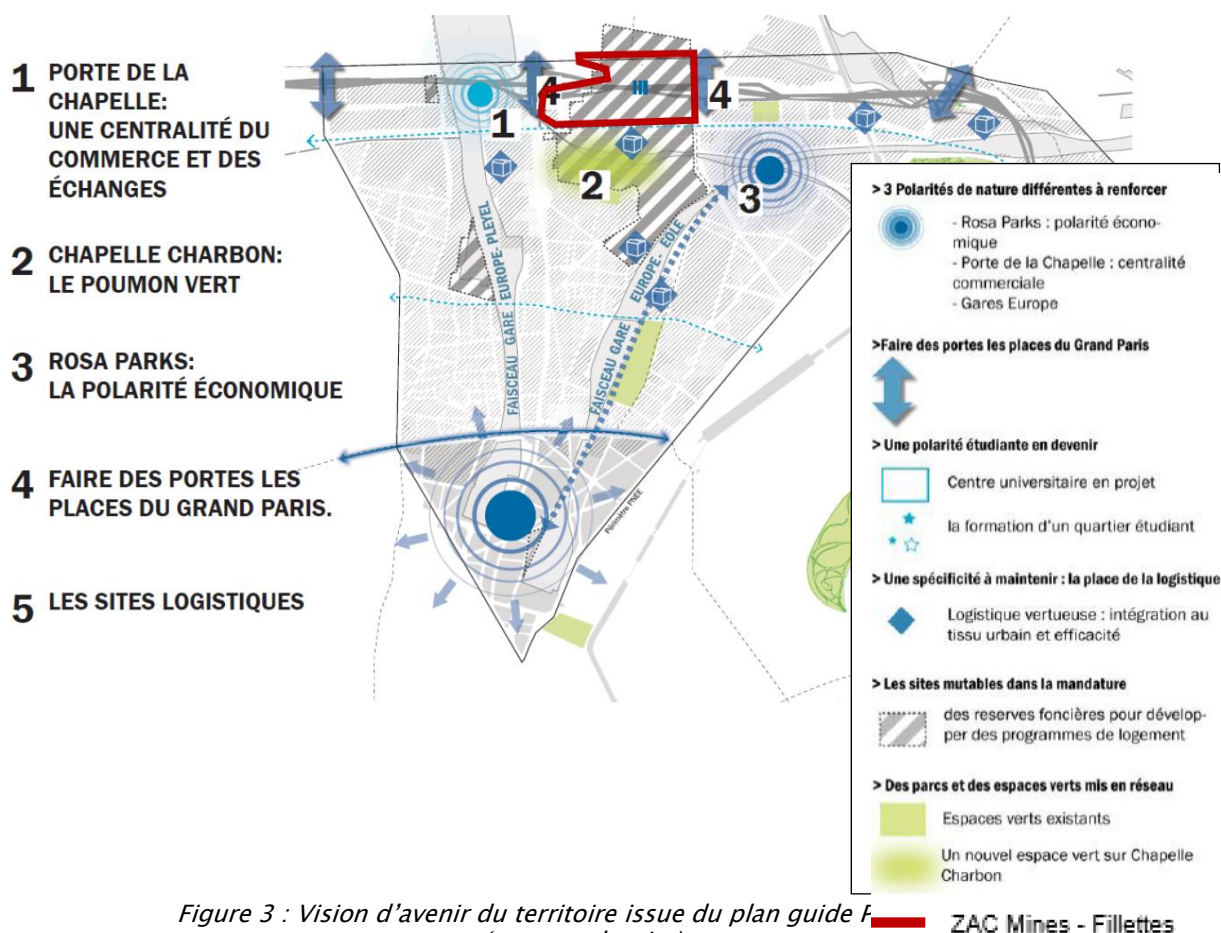 1 PORTE DE LA
CHAPELLE:
UNE CENTRALITÉ DU
COMMERCE ET DES
ÉCHANGES
2 CHAPELLE CHARBON:
LE POUMON VERT
3 ROSA PARKS:
LA POLARITÉ ÉCONOMIQUE
4 FAIRE DES PORTES LES
PLACES DU GRAND PARIS.
5 LES SITES LOGISTIQUES
4
4
1
2
3
FAISCEAU GARE EUROPE- PLEYEL
FAISCEAU GARE EUROPE- EOLE
Périmètre PNEE
> 3 Polarités de nature différentes à renforcer
- Rosa Parks : polarité écono-
mique
- Porte de la Chapelle : centralité
commerciale
- Gares Europe
>Faire des portes les places du Grand Paris
> Une polarité étudiante en devenir
Centre universitaire en projet
la formation d'un quartier étudiant
> Une spécificité à maintenir : la place de la logistique
Logistique vertueuse : intégration au
tissu urbain et efficacité
> Les sites mutables dans la mandature
des reserves foncières pour dévelop-
per des programmes de logement
> Des parcs et des espaces verts mis en réseau
Espaces verts existants
Un nouvel espace vert sur Chapelle
Charbon
ZAC Mines - Fillettes
Figure 3 : Vision d'avenir du territoire issue du plan guide